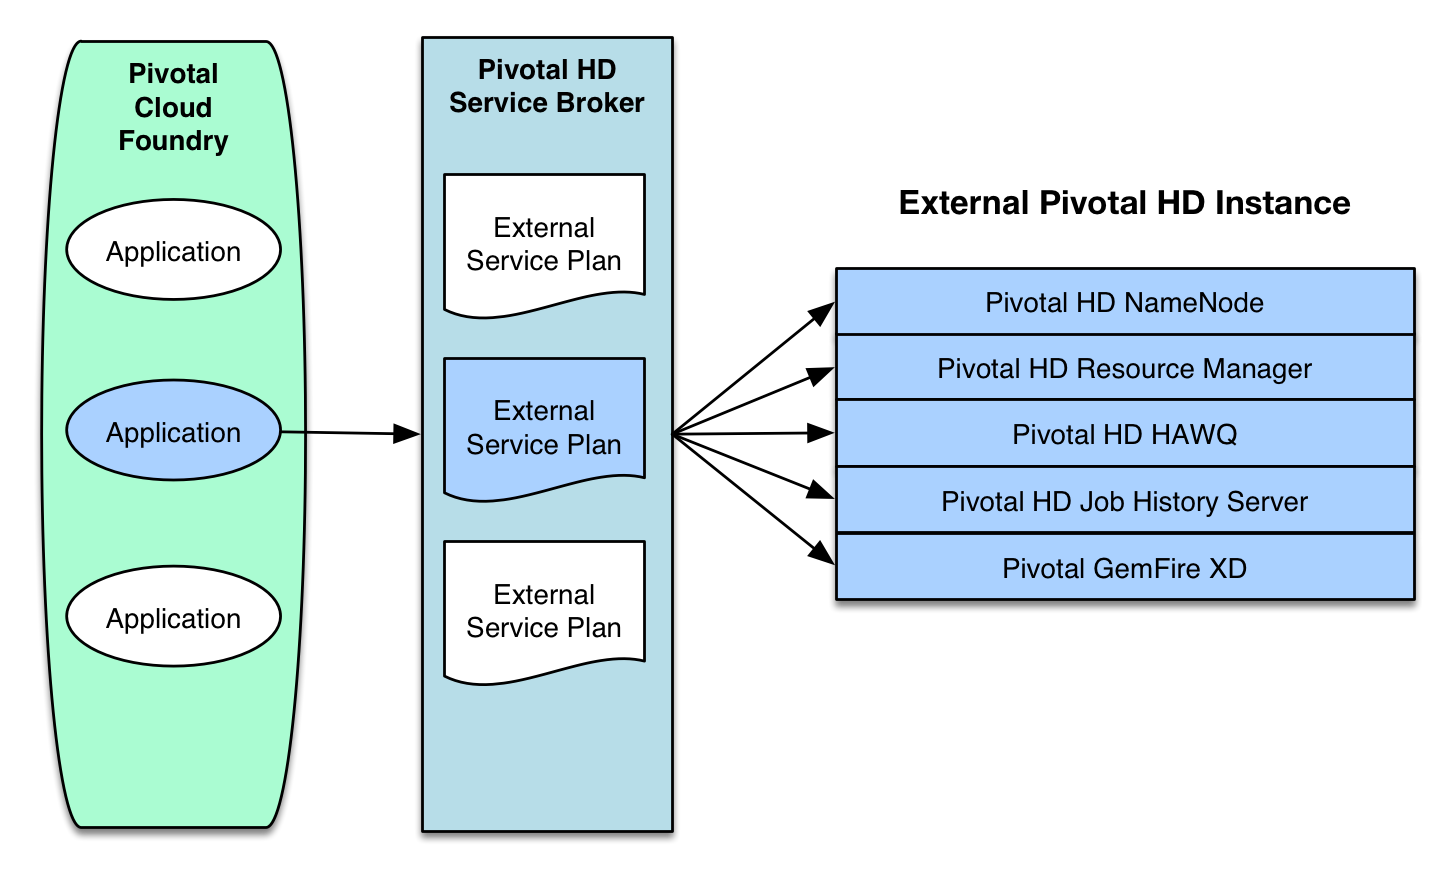 Pivotal
Cloud
Foundry
Application
Application
Application
Pivotal HD
Service Broker
External
Service Plan
External
Service Plan
External
Service Plan
External Pivotal HD Instance
Pivotal HD NameNode
Pivotal HD Resource Manager
Pivotal HD HAWQ
Pivotal HD Job History Server
Pivotal GemFire XD